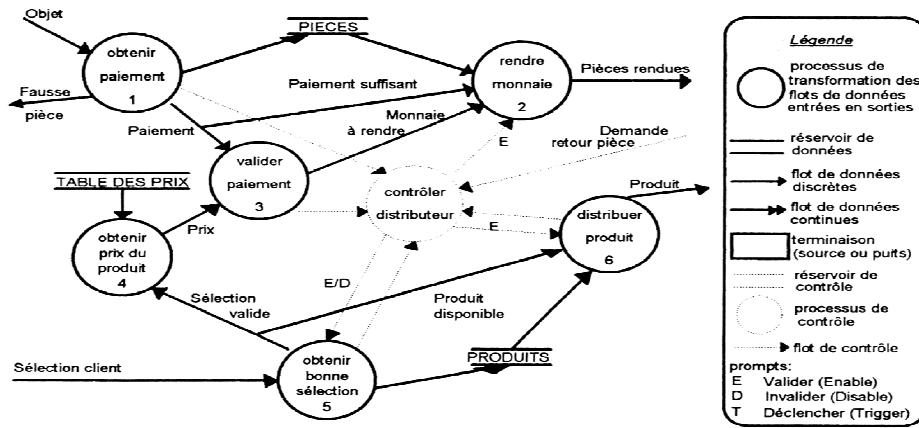 Objet
obtenir
paiement
1
Fausse
pièce
PIECES
Paiement suffisant
rendre
monnaie
2
Pièces rendues
Paiement
Monnaie
à rendre
E
Demande
retour pièce
valider
paiement
3
TABLE DES PRIX
Prix
contrôler
distributeur
E
Produit
distribuer
produit
6
obtenir
prix du
produit
4
Sélection
valide
E/D
Produit
disponible
Sélection client
obtenir
bonne
sélection
5
PRODUITS
Légende
processus de
transformation des
flots de données
entrées en sorties
réservoir de
données
flot de données
discrètes
flot de données
continues
terminaison
(source ou puits)
réservoir de
contrôle
processus de
contrôle
flot de contrôle
prompts:
E Valider (Enable)
D Invalider (Disable)
T Déclencher (Trigger)